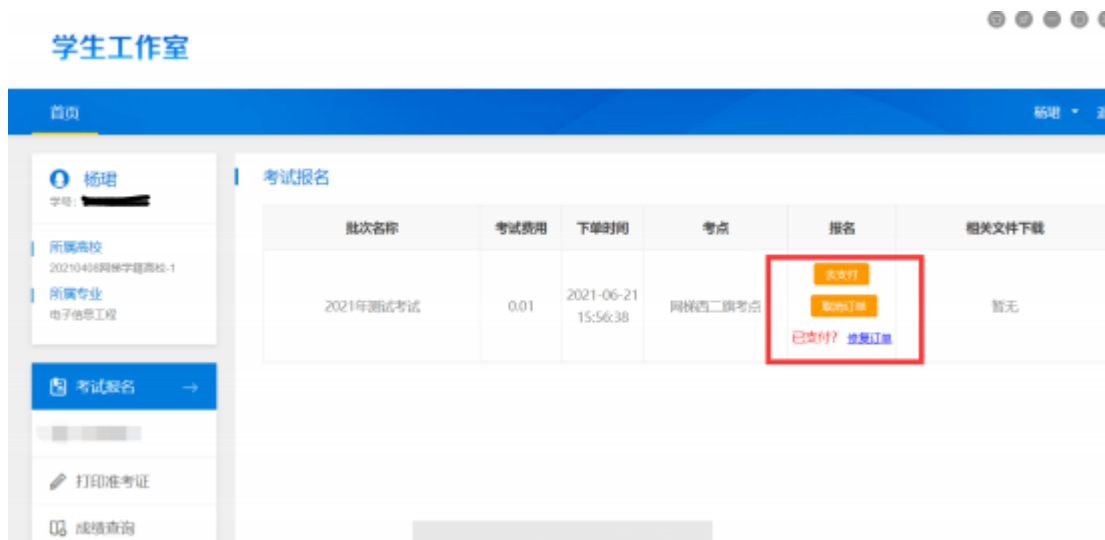 学生工作室
首页
杨珺
杨珺
学号:
所属高校
20210408网梯学籍高校-1
所属专业
电子信息工程
考试报名
打印准考证
成绩查询
考试报名
批次名称 考试费用 下单时间 考点 报名 相关文件下载
2021年测试考试 0.01 2021-06-21 网梯西二旗考点 暂无
15:56:38
去支付
取消订单
已支付? 修复订单